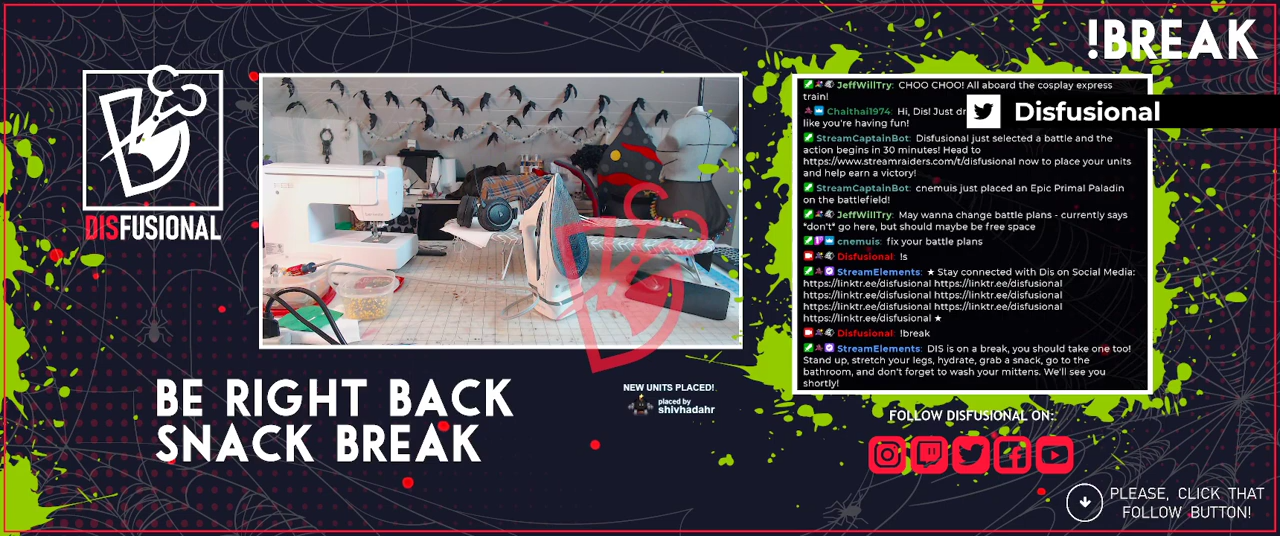 !BREAK
DISFUSIONAL
JeffWillTry: CHOO CHOO! All aboard the cosplay express
train!
Chaithai1974: Hi, Dis! Just dr
like you're having fun!
Disfusional
StreamCaptainBot: Disfusional just selected a battle and the
action begins in 30 minutes! Head to
https://www.streamraiders.com/t/disfusional now to place your units
and help earn a victory!
StreamCaptainBot: cnemuis just placed an Epic Primal Paladin
on the battlefield!
JeffWillTry: May wanna change battle plans - currently says
*don't* go here, but should maybe be free space
cnemuis: fix your battle plans
Disfusional: !s
StreamElements: ★ Stay connected with Dis on Social Media:
https://linktr.ee/disfusional https://linktr.ee/disfusional
https://linktr.ee/disfusional https://linktr.ee/disfusional
https://linktr.ee/disfusional https://linktr.ee/disfusional
https://linktr.ee/disfusional ★
Disfusional: !break
StreamElements: DIS is on a break, you should take one too!
Stand up, stretch your legs, hydrate, grab a snack, go to the
bathroom, and don't forget to wash your mittens. We'll see you
shortly!
BE RIGHT BACK
SNACK BREAK
NEW UNITS PLACED!
placed by
shivhadahr
FOLLOW DISFUSIONAL ON:
PLEASE, CLICK THAT
FOLLOW BUTTON!